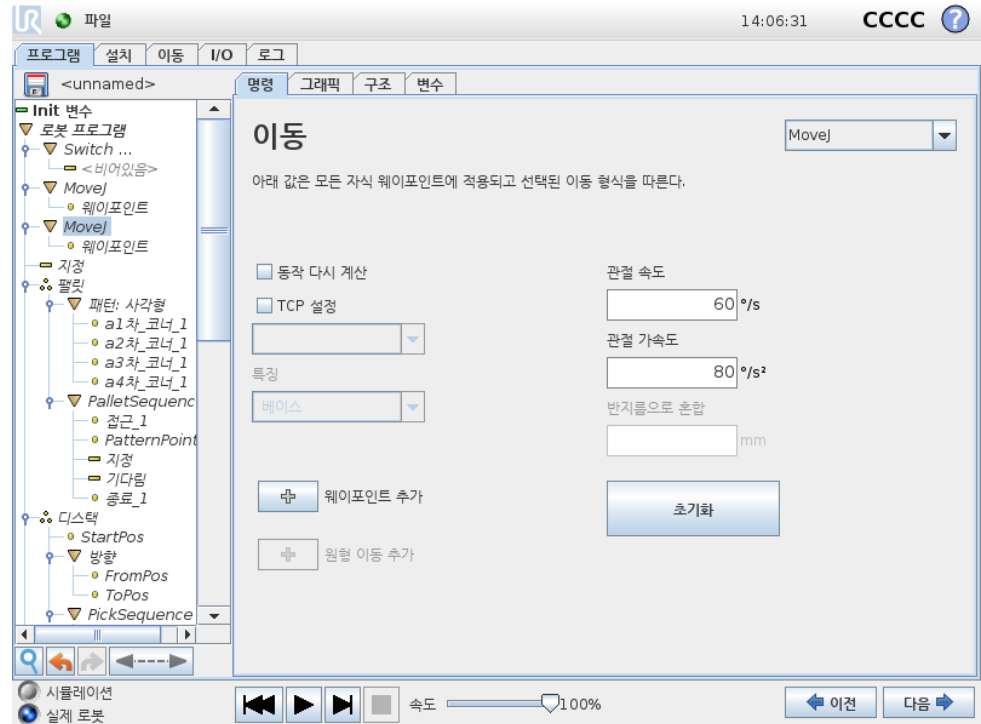 UR 파일 14:06:31 CCCC ?
프로그램 설치 이동 I/O 로그
<unnamed>
명령 그래픽 구조 변수
Init 변수
로봇 프로그램
Switch ...
<비어있음>
MoveJ
웨이포인트
MoveJ
웨이포인트
지정
팔릿
패턴: 사각형
a1차_코너_1
a2차_코너_1
a3차_코너_1
a4차_코너_1
PalletSequenc
접근_1
PatternPoint
지정
기다림
종료_1
디스택
StartPos
방향
FromPos
ToPos
PickSequence
이동
MoveJ
아래 값은 모든 자식 웨이포인트에 적용되고 선택된 이동 형식을 따른다.
동작 다시 계산
TCP 설정
특징
베이스
관절 속도
60 °/s
관절 가속도
80 °/s²
반지름으로 혼합
mm
웨이포인트 추가
초기화
원형 이동 추가
시뮬레이션
실제 로봇
속도 100%
이전
다음